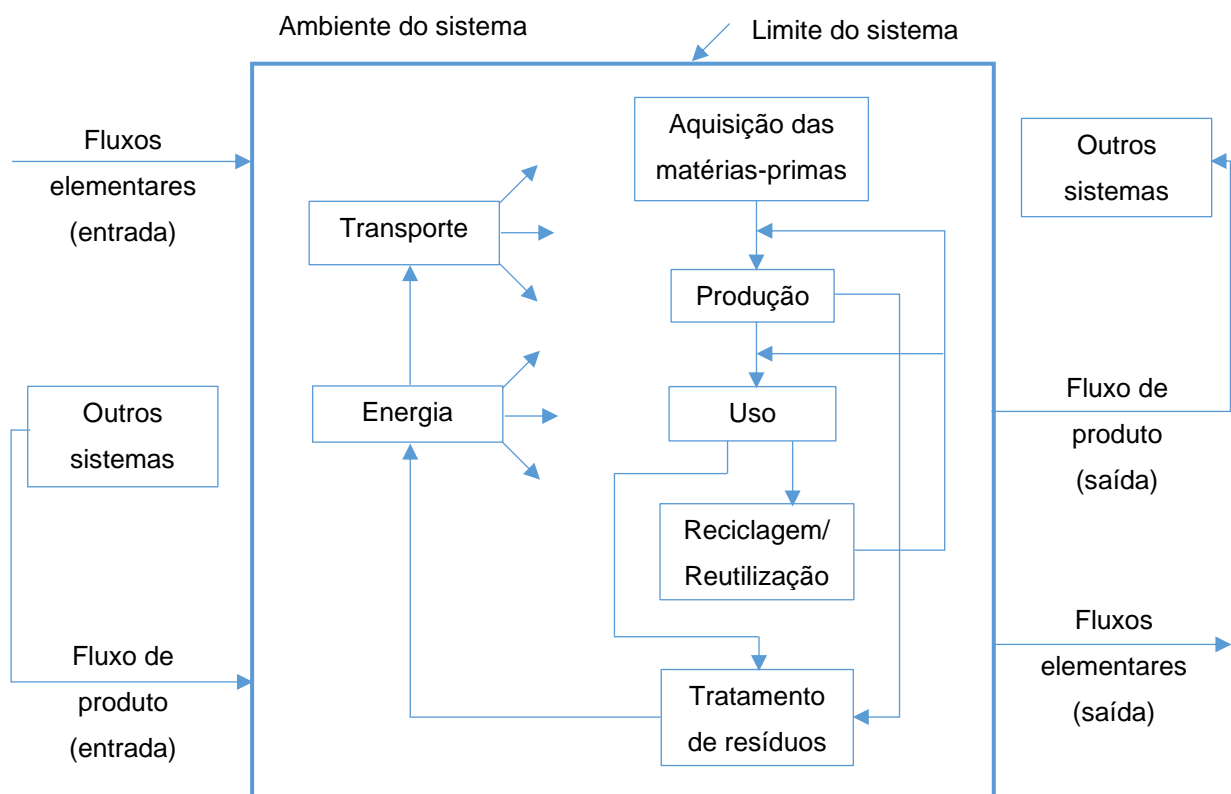 Ambiente do sistema
Limite do sistema
Fluxos
elementares
(entrada)
Aquisição das
matérias-primas
Outros
sistemas
Transporte
Produção
Energia
Uso
Outros
sistemas
Fluxo de
produto
(saída)
Reciclagem/
Reutilização
Fluxos
elementares
(saída)
Fluxo de
produto
(entrada)
Tratamento
de resíduos